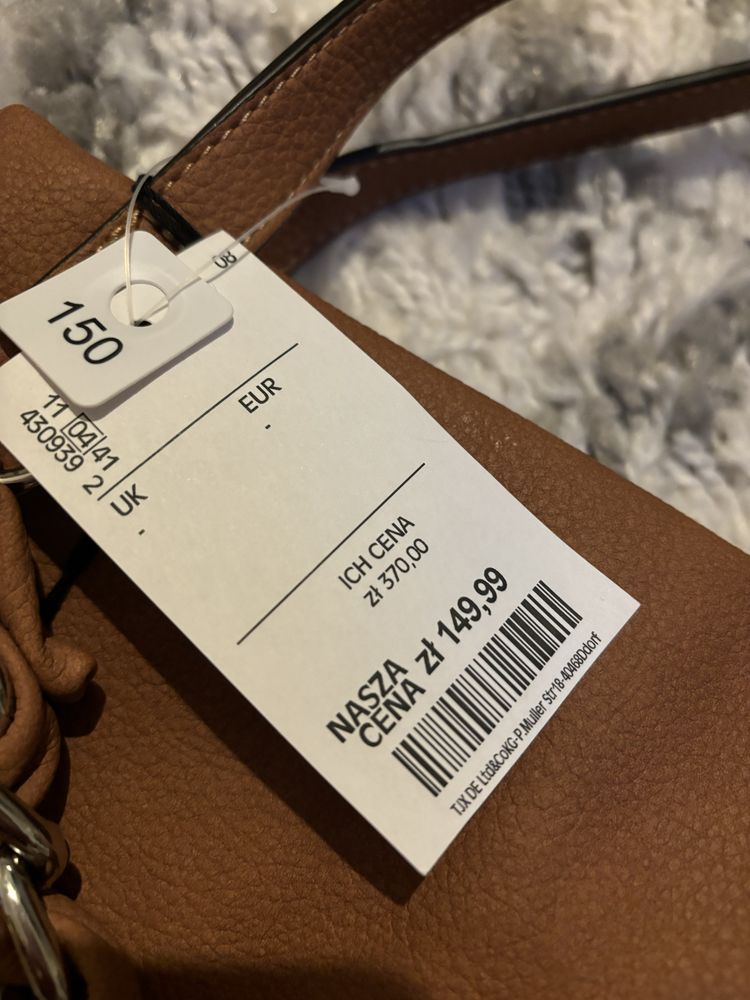 150
08
11 04 41
430939 2
UK
-
EUR
-
ICH CENA
zł 370,00
NASZA
CENA zł 149,99
TJX DE Ltd&CoKG-P.Muller Str18-40468Ddorf